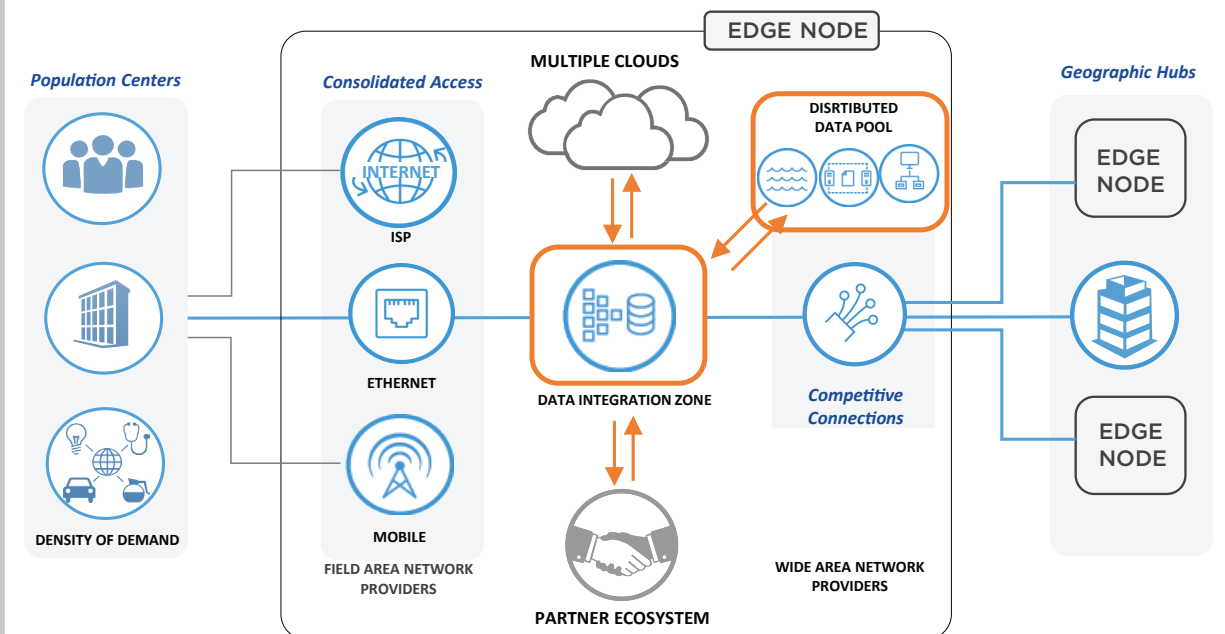 EDGE NODE
Population Centers
DENSITY OF DEMAND
Consolidated Access
INTERNET
ISP
ETHERNET
MOBILE
FIELD AREA NETWORK
PROVIDERS
MULTIPLE CLOUDS
DATA INTEGRATION ZONE
PARTNER ECOSYSTEM
DISRTIBUTED
DATA POOL
Competitive
Connections
WIDE AREA NETWORK
PROVIDERS
Geographic Hubs
EDGE
NODE
EDGE
NODE